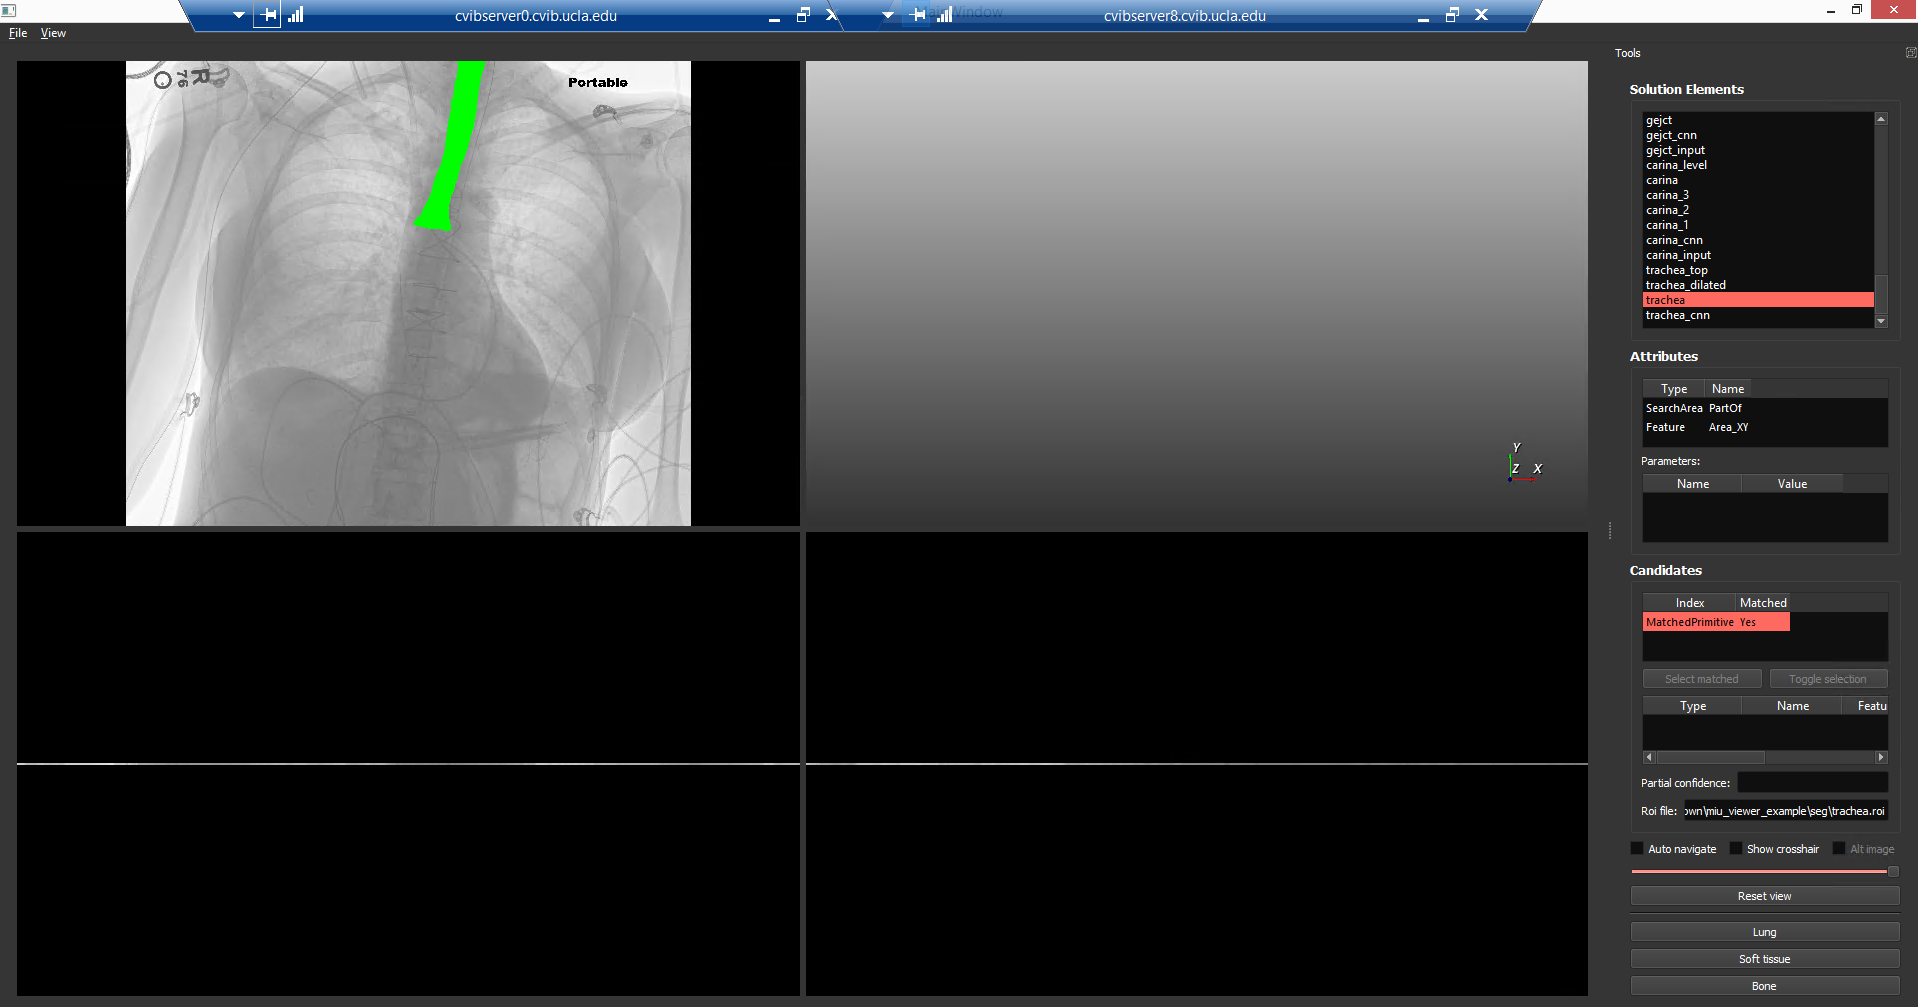 cvibserver0.cvib.ucla.edu
cvibserver8.cvib.ucla.edu
File View
Tools
R
76
Portable
Solution Elements
gejct
gejct_cnn
gejct_input
carina_level
carina
carina_3
carina_2
carina_1
carina_cnn
carina_input
trachea_top
trachea_dilated
trachea
trachea_cnn
Attributes
Type Name
SearchArea PartOf
Feature Area_XY
Parameters:
Name Value
Y
Z X
Candidates
Index Matched
MatchedPrimitive Yes
Select matched Toggle selection
Type Name Featu
Partial confidence:
Roi file: own\miu_viewer_example\seg\trachea.roi
Auto navigate Show crosshair Alt image
Reset view
Lung
Soft tissue
Bone